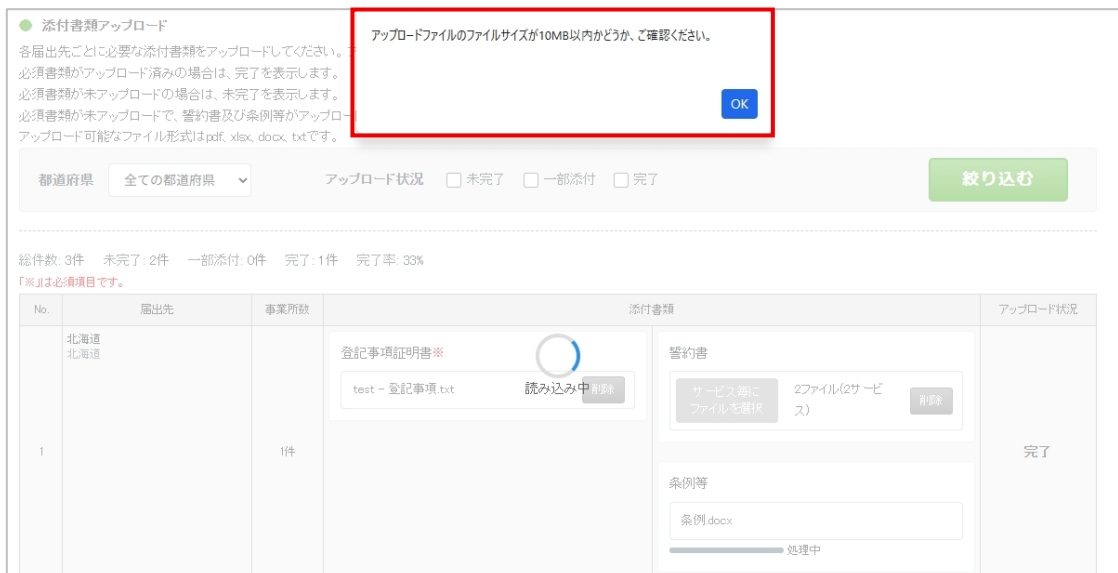 添付書類アップロード
各届出先ごとに必要な添付書類をアップロードしてください。
必須書類がアップロード済みの場合は、完了を表示します。
必須書類が未アップロードの場合は、未完了を表示します。
必須書類が未アップロードで、誓約書及び条例等がアップロー
アップロード可能なファイル形式はpdf、xlsx、docx、txtです。
アップロードファイルのファイルサイズが10MB以内かどうか、ご確認ください。
OK
都道府県 全ての都道府県 アップロード状況 未完了 一部添付 完了 絞り込む
総件数: 3件 未完了: 2件 一部添付: 0件 完了: 1件 完了率: 33%
「※」は必須項目です。
No. 届出先 事業所数 添付書類 アップロード状況
北海道
北海道
登記事項証明書※
test - 登記事項.txt 読み込み中 削除
誓約書
サービス毎に
ファイルを選択
2ファイル(2サービ
ス)
削除
1 1件 完了
条例等
条例.docx
処理中